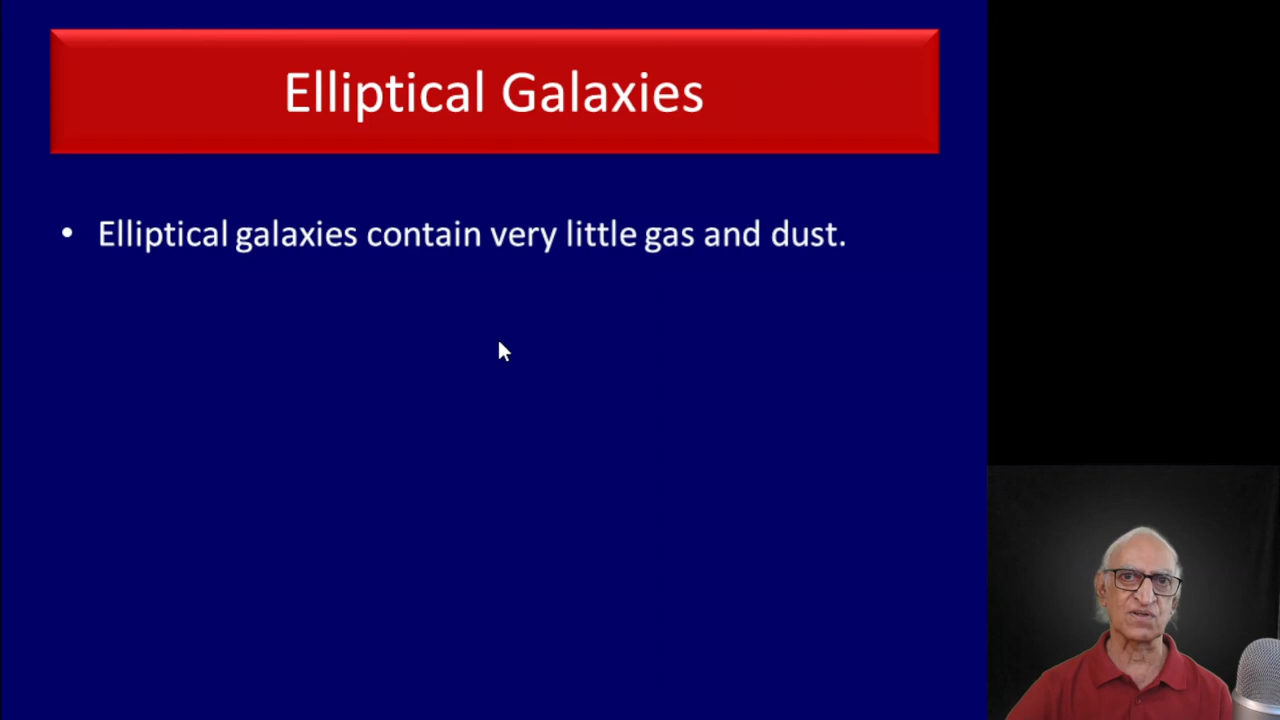 Elliptical Galaxies
• Elliptical galaxies contain very little gas and dust.